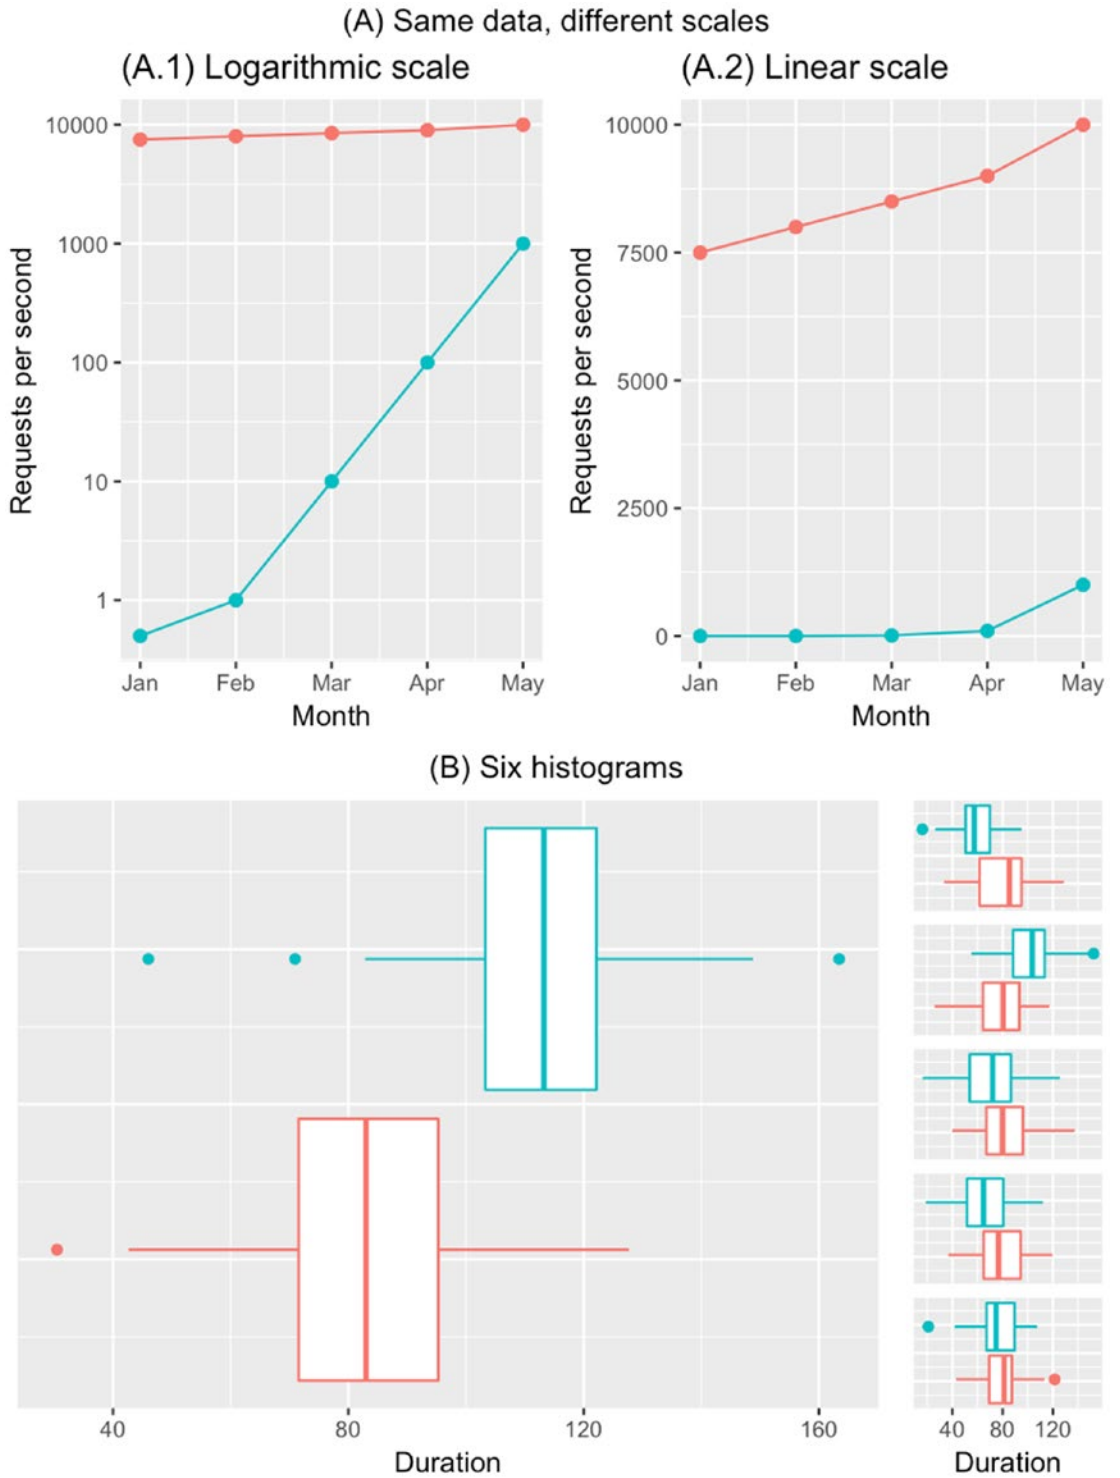 (A) Same data, different scales
(A.1) Logarithmic scale
(A.2) Linear scale
Requests per second
10000
1000
100
10
1
Jan Feb Mar Apr May
Month
Requests per second
10000
7500
5000
2500
0
Jan Feb Mar Apr May
Month
(B) Six histograms
40 80 120 160
Duration
40 80 120
Duration